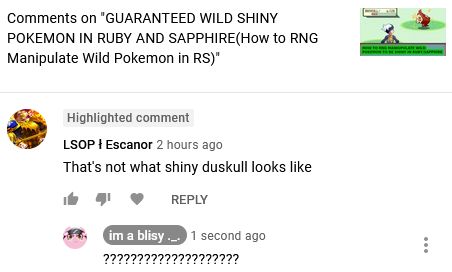 Comments on "GUARANTEED WILD SHINY
POKEMON IN RUBY AND SAPPHIRE(How to RNG
Manipulate Wild Pokemon in RS)"
HOW TO RNG MANIPULATE WILD
POKEMON TO BE SHINY IN RUBY/SAPPHIRE
Highlighted comment
LSOP ł Escanor 2 hours ago
That's not what shiny duskull looks like
REPLY
im a blisy ._. 1 second ago
????????????????????